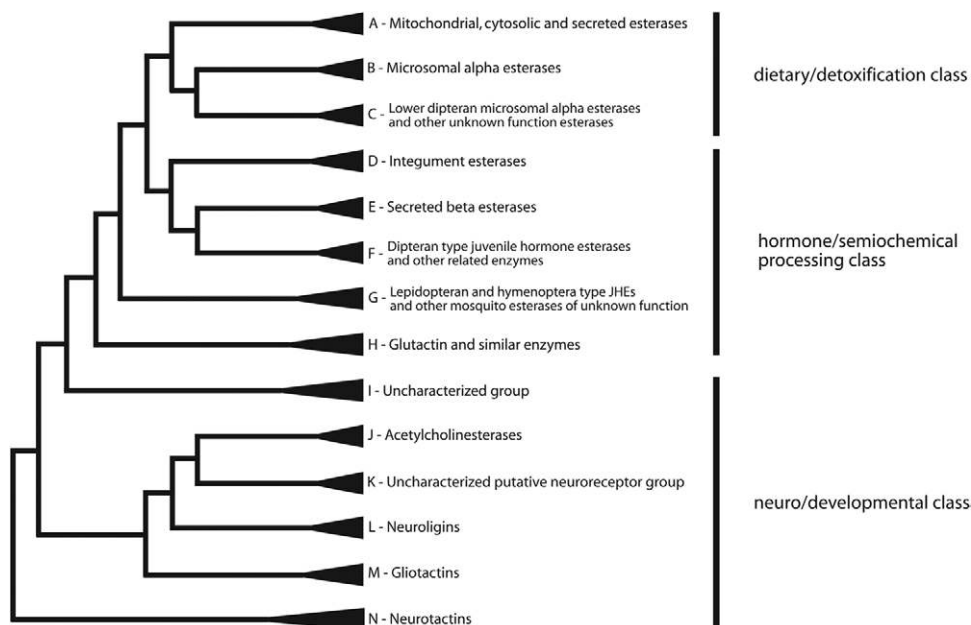 A - Mitochondrial, cytosolic and secreted esterases
B - Microsomal alpha esterases
C - Lower dipteran microsomal alpha esterases
and other unknown function esterases
dietary/detoxification class
D - Integument esterases
E - Secreted beta esterases
F - Dipteran type juvenile hormone esterases
and other related enzymes
G - Lepidopteran and hymenoptera type JHEs
and other mosquito esterases of unknown function
H - Glutactin and similar enzymes
hormone/semiochemical
processing class
I - Uncharacterized group
J - Acetylcholinesterases
K - Uncharacterized putative neuroreceptor group
L - Neuroligins
M - Gliotactins
N - Neurotactins
neuro/developmental class